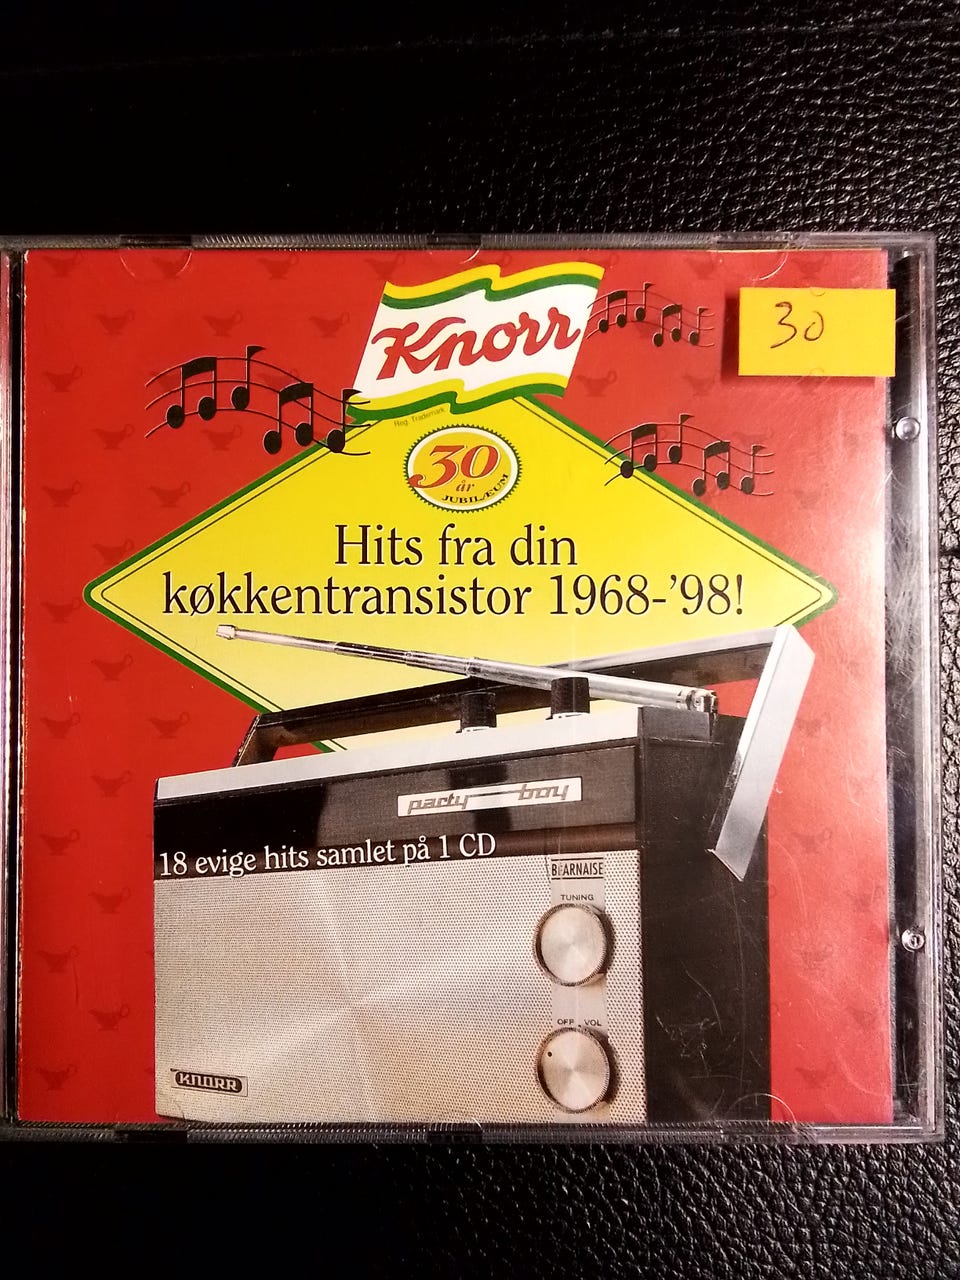 Knorr
30
Reg. Trademark
30
år
JUBILÆUM
Hits fra din
køkkentransistor 1968-'98!
party boy
18 evige hits samlet på 1 CD
BEARNAISE
TUNING
OFF VOL
KNORR